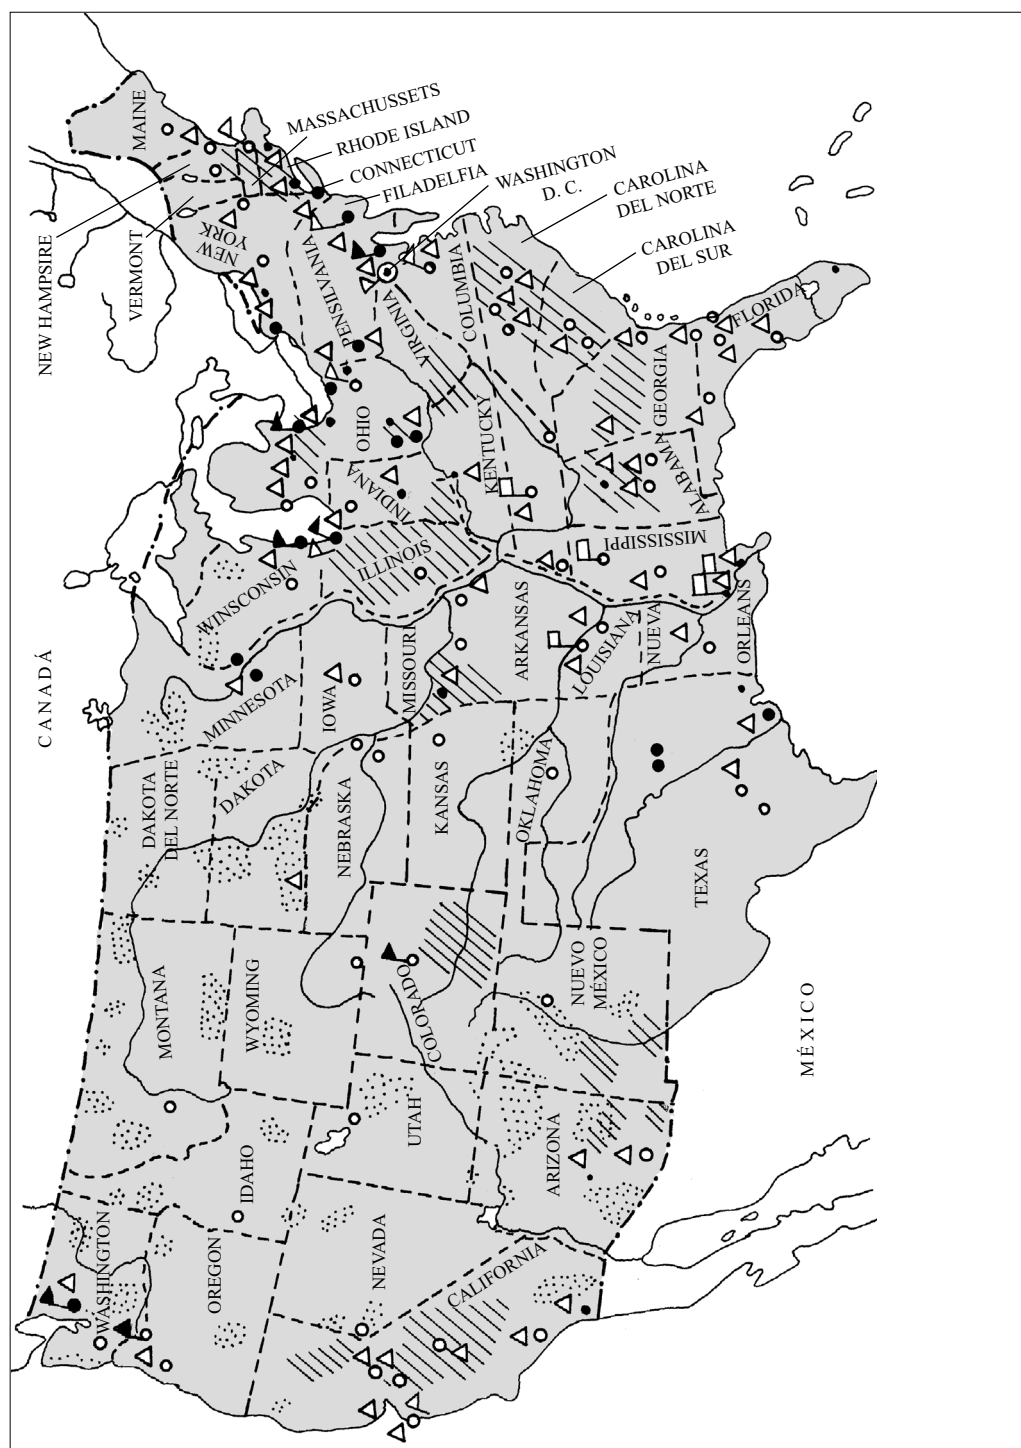 CANADÁ
MÉXICO
WASHINGTON
OREGON
CALIFORNIA
NEVADA
IDAHO
MONTANA
WYOMING
UTAH
COLORADO
ARIZONA
NUEVO
MÉXICO
DAKOTA
DEL NORTE
DAKOTA
NEBRASKA
KANSAS
OKLAHOMA
TEXAS
MINNESOTA
IOWA
MISSOURI
ARKANSAS
LOUISIANA
NUEVA
ORLEANS
WINSCONSIN
ILLINOIS
INDIANA
OHIO
KENTUCKY
MISSISSIPPI
ALABAMA
GEORGIA
FLORIDA
COLUMBIA
VIRGINIA
PENSILVANIA
NEW
YORK
MAINE
NEW HAMPSIRE
VERMONT
MASSACHUSSETS
RHODE ISLAND
CONNECTICUT
FILADELFIA
WASHINGTON
D. C.
CAROLINA
DEL NORTE
CAROLINA
DEL SUR